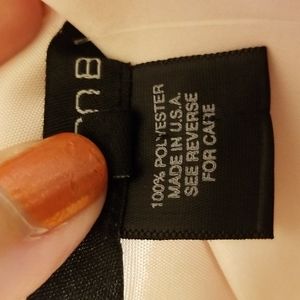 100% POLYESTER
MADE IN U.S.A.
SEE REVERSE
FOR CARE